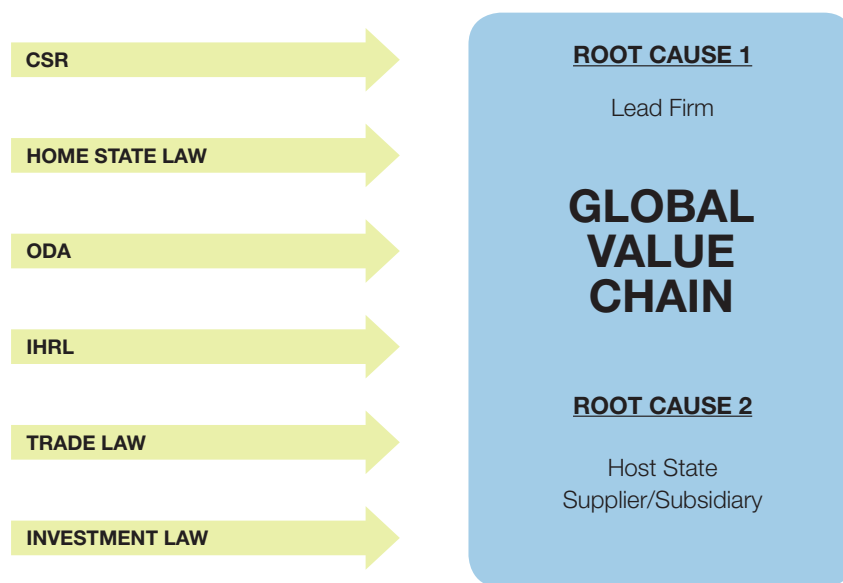 CSR
HOME STATE LAW
ODA
IHRL
TRADE LAW
INVESTMENT LAW
ROOT CAUSE 1
Lead Firm
GLOBAL
VALUE
CHAIN
ROOT CAUSE 2
Host State
Supplier/Subsidiary